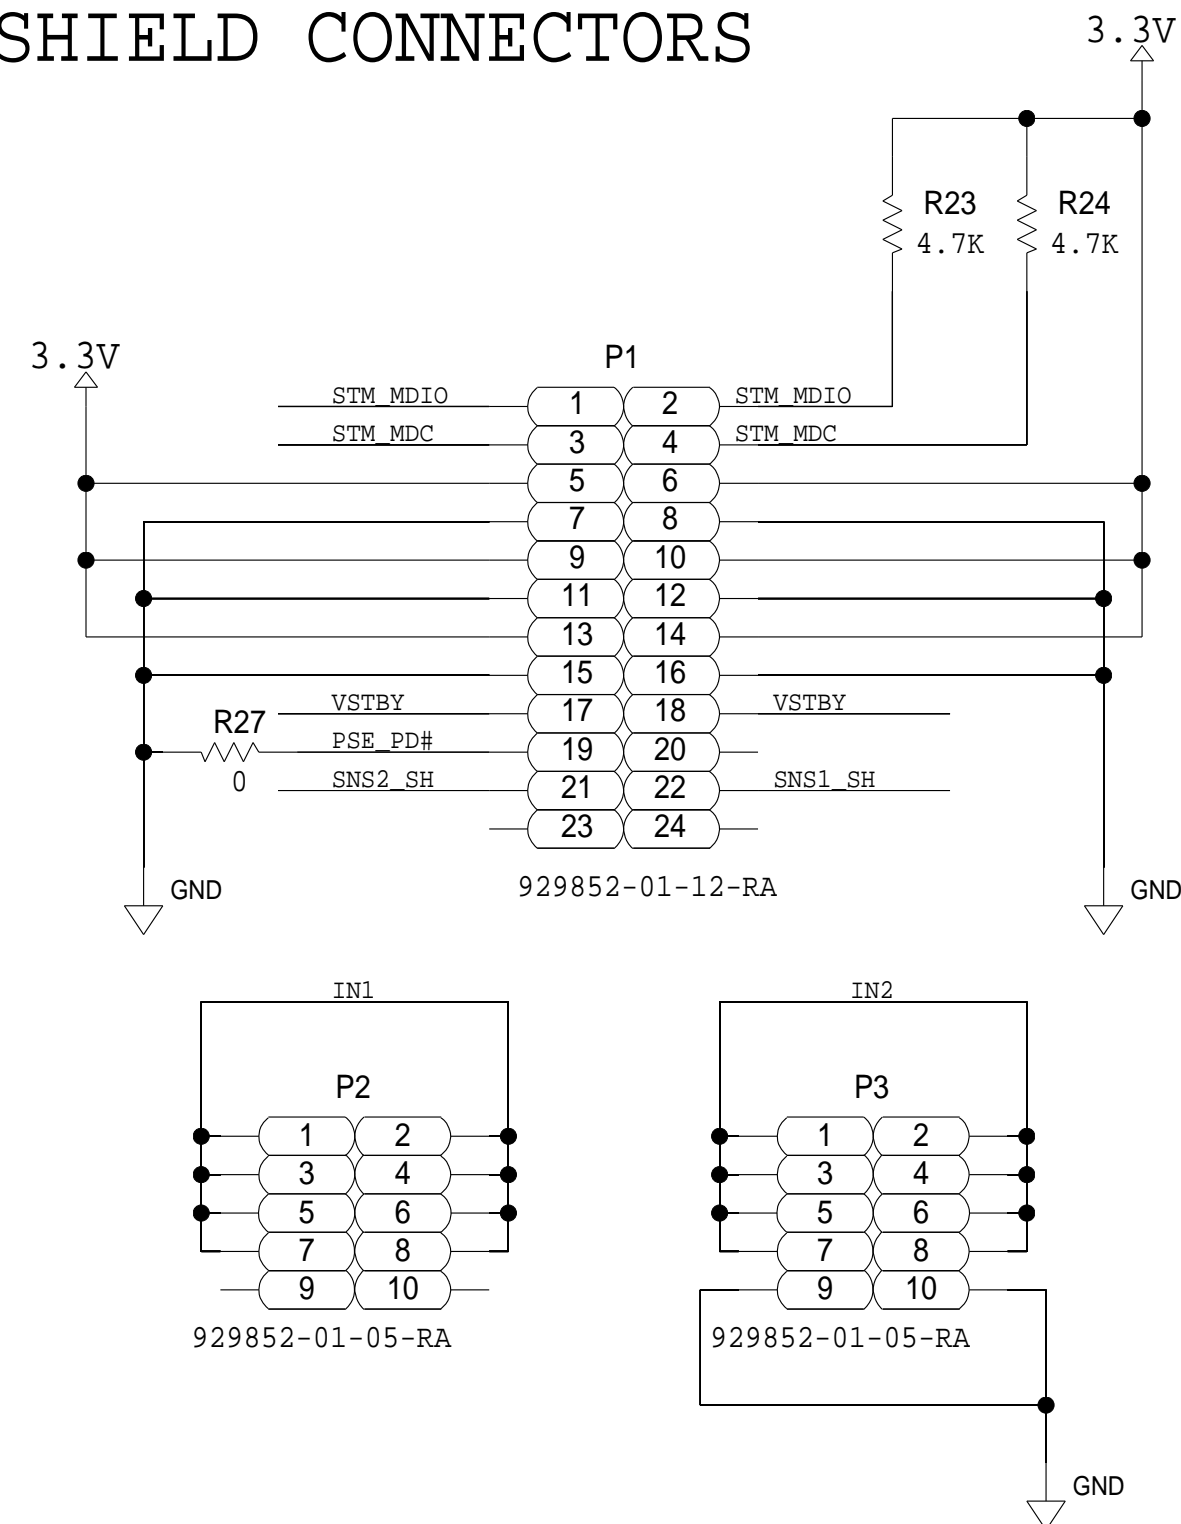 SHIELD CONNECTORS
3.3V
R23
R24
4.7K
4.7K
3.3V
P1
STM_MDIO 1 2 STM_MDIO
STM_MDC 3 4 STM_MDC
5 6
7 8
9 10
11 12
13 14
15 16
VSTBY 17 18 VSTBY
R27
PSE_PD# 19 20
0
SNS2_SH 21 22 SNS1_SH
23 24
929852-01-12-RA
GND
GND
IN1
IN2
P2
P3
1 2
1 2
3 4
3 4
5 6
5 6
7 8
7 8
9 10
9 10
929852-01-05-RA
929852-01-05-RA
GND